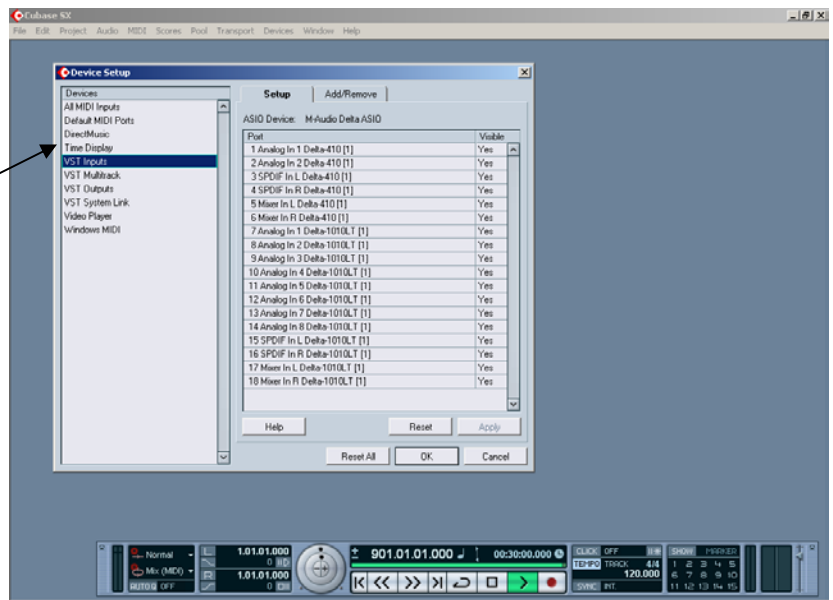 Cubase SX
File Edit Project Audio MIDI Scores Pool Transport Devices Window Help
Device Setup
Devices
All MIDI Inputs
Default MIDI Ports
DirectMusic
Time Display
VST Inputs
VST Multitrack
VST Outputs
VST System Link
Video Player
Windows MIDI
Setup Add/Remove
ASIO Device: M-Audio Delta ASIO
Port Visible
1 Analog In 1 Delta-410 [1] Yes
2 Analog In 2 Delta-410 [1] Yes
3 SPDIF In L Delta-410 [1] Yes
4 SPDIF In R Delta-410 [1] Yes
5 Mixer In L Delta-410 [1] Yes
6 Mixer In R Delta-410 [1] Yes
7 Analog In 1 Delta-1010LT [1] Yes
8 Analog In 2 Delta-1010LT [1] Yes
9 Analog In 3 Delta-1010LT [1] Yes
10 Analog In 4 Delta-1010LT [1] Yes
11 Analog In 5 Delta-1010LT [1] Yes
12 Analog In 6 Delta-1010LT [1] Yes
13 Analog In 7 Delta-1010LT [1] Yes
14 Analog In 8 Delta-1010LT [1] Yes
15 SPDIF In L Delta-1010LT [1] Yes
16 SPDIF In R Delta-1010LT [1] Yes
17 Mixer In L Delta-1010LT [1] Yes
18 Mixer In R Delta-1010LT [1] Yes
Help Reset Apply
Reset All OK Cancel
Normal L 1.01.01.000 901.01.01.000 00:30:00.000 CLICK OFF SHOW MARKER
0 TEMPO TRACK 4/4 1 2 3 4 5
Mix (MIDI) R 1.01.01.000 120.000 6 7 8 9 10
AUTO Q OFF 0 SYNC INT. 11 12 13 14 15